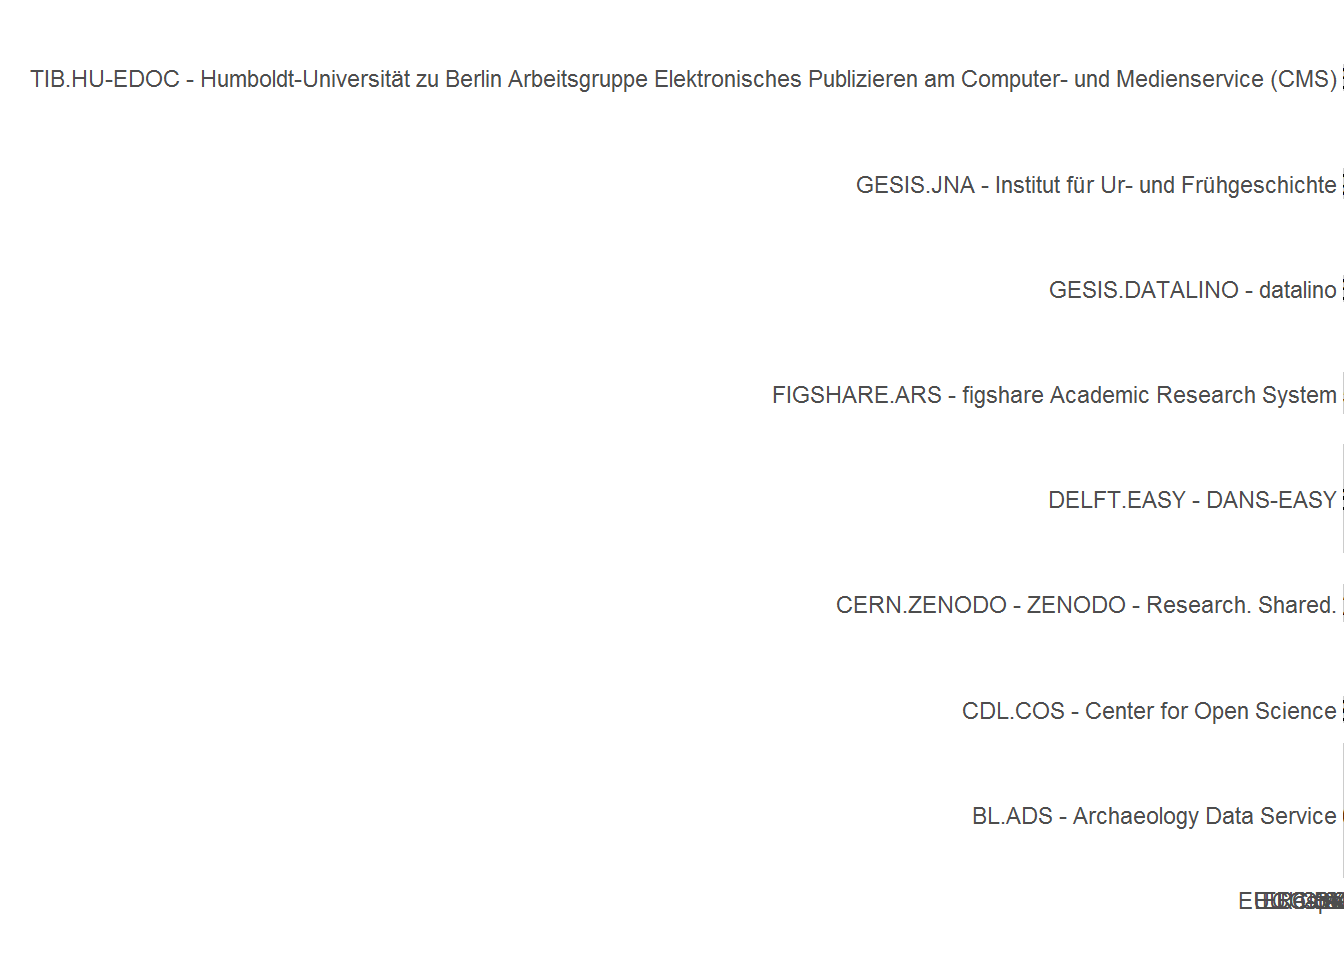 TIB.HU-EDOC - Humboldt-Universität zu Berlin Arbeitsgruppe Elektronisches Publizieren am Computer- und Medienservice (CMS)
GESIS.JNA - Institut für Ur- und Frühgeschichte
GESIS.DATALINO - datalino
FIGSHARE.ARS - figshare Academic Research System
DELFT.EASY - DANS-EASY
CERN.ZENODO - ZENODO - Research. Shared.
CDL.COS - Center for Open Science
BL.ADS - Archaeology Data Service